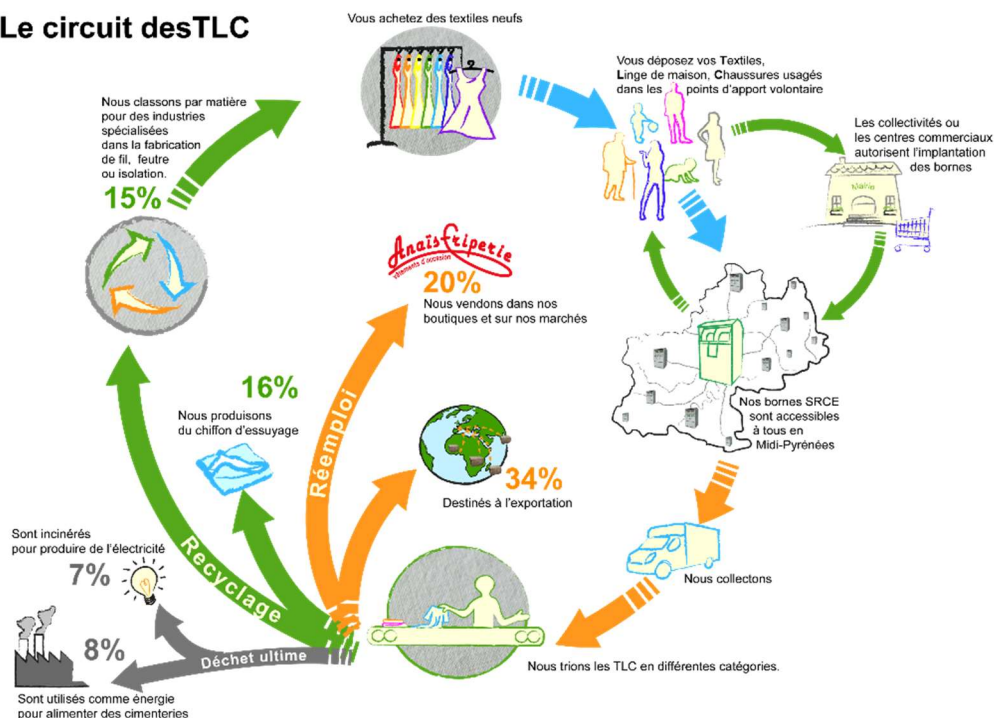 Le circuit desTLC
Vous achetez des textiles neufs
Vous déposez vos Textiles,
Linge de maison, Chaussures usagés
dans les points d'apport volontaire
Les collectivités ou
les centres commerciaux
autorisent l'implantation
des bornes
Mairie
Nous classons par matière
pour des industries
spécialisées
dans la fabrication
de fil, feutre
ou isolation.
15%
Anaïs friperie
vêtements d'occasion
20%
Nous vendons dans nos
boutiques et sur nos marchés
16%
Nous produisons
du chiffon d'essuyage
Réemploi
34%
Destinés à l'exportation
Nos bornes SRCE
sont accessibles
à tous en
Midi-Pyrénées
Nous collectons
Nous trions les TLC en différentes catégories.
Recyclage
Sont incinérés
pour produire de l'électricité
7%
8%
Déchet ultime
Sont utilisés comme énergie
pour alimenter des cimenteries